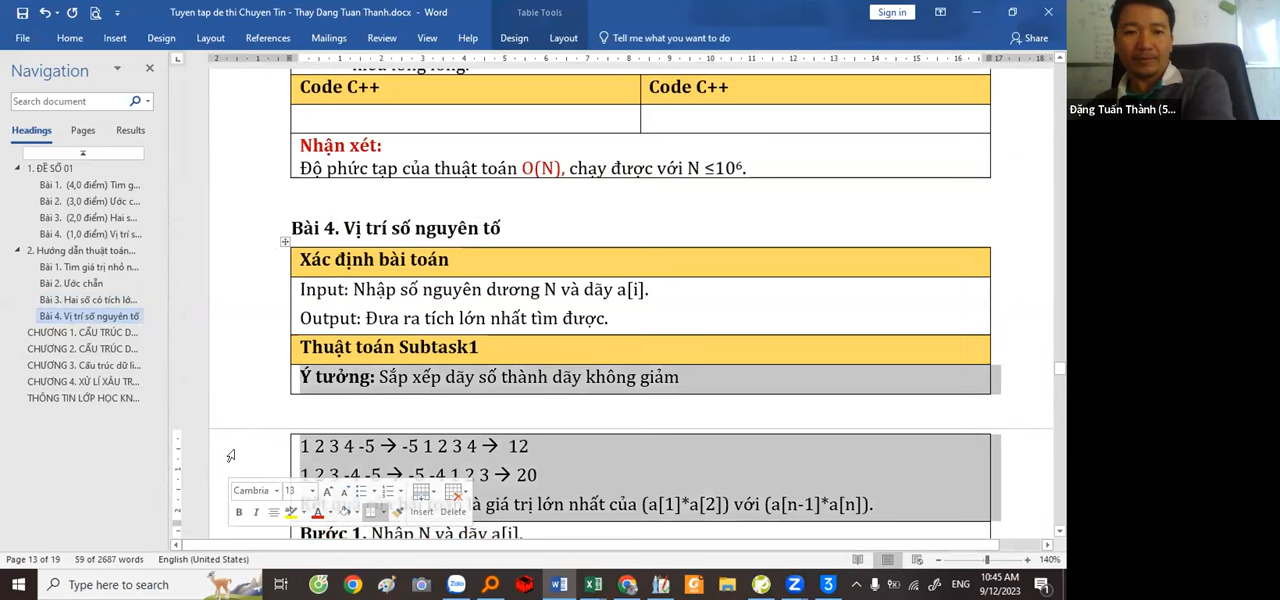 Tuyen tap de thi Chuyen Tin - Thay Dang Tuan Thanh.docx - Word
Table Tools
Sign in
File Home Insert Design Layout References Mailings Review View Help Design Layout Tell me what you want to do Share
Navigation
Search document
Headings Pages Results
1. ĐỀ SỐ 01
Bài 1. (4,0 điểm) Tìm g...
Bài 2. (3,0 điểm) Ước c...
Bài 3. (2,0 điểm) Hai s...
Bài 4. (1,0 điểm) Vị trí s...
2. Hướng dẫn thuật toán...
Bài 1. Tìm giá trị nhỏ n...
Bài 2. Ước chẵn
Bài 3. Hai số có tích lớ...
Bài 4. Vị trí số nguyên tố
CHƯƠNG 1. CẤU TRÚC D...
CHƯƠNG 2. CẤU TRÚC D...
CHƯƠNG 3. Cấu trúc dữ li...
CHƯƠNG 4. XỬ LÍ XÂU TR...
THÔNG TIN LỚP HỌC KN...
Code C++ Code C++
Nhận xét:
Độ phức tạp của thuật toán O(N), chạy được với N ≤10⁶.
Bài 4. Vị trí số nguyên tố
Xác định bài toán
Input: Nhập số nguyên dương N và dãy a[i].
Output: Đưa ra tích lớn nhất tìm được.
Thuật toán Subtask1
Ý tưởng: Sắp xếp dãy số thành dãy không giảm
1 2 3 4 -5 → -5 1 2 3 4 → 12
1 2 3 -4 -5 → -5 -4 1 2 3 → 20
là giá trị lớn nhất của (a[1]*a[2]) với (a[n-1]*a[n]).
Cambria 13
B I Insert Delete
Bước 1. Nhập N và dãy a[i].
Page 13 of 19 59 of 2687 words English (United States) 140%
Type here to search
ENG
10:45 AM
9/12/2023
Đặng Tuấn Thành (5...